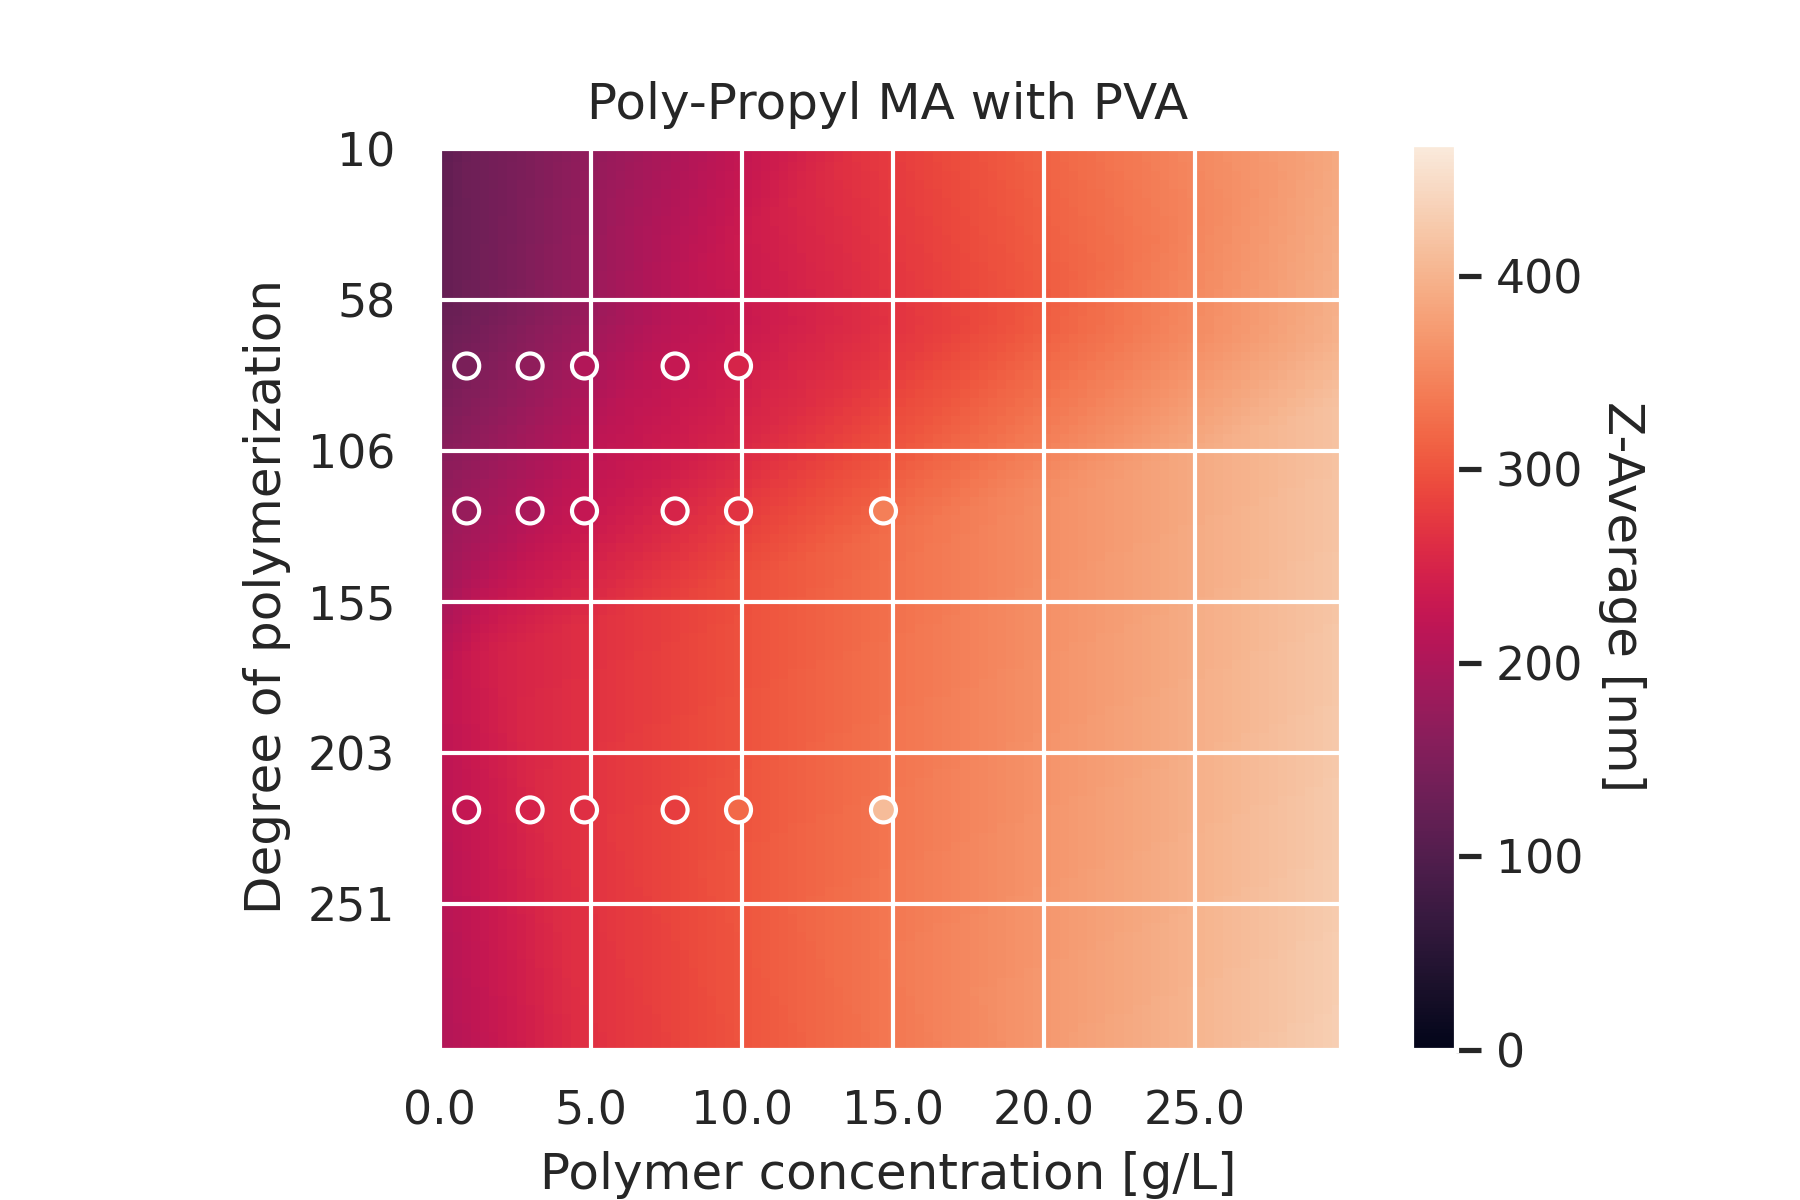 Poly-Propyl MA with PVA
10
58
106
155
203
251
Degree of polymerization
0.0 5.0 10.0 15.0 20.0 25.0
Polymer concentration [g/L]
400
300
200
100
0
Z-Average [nm]